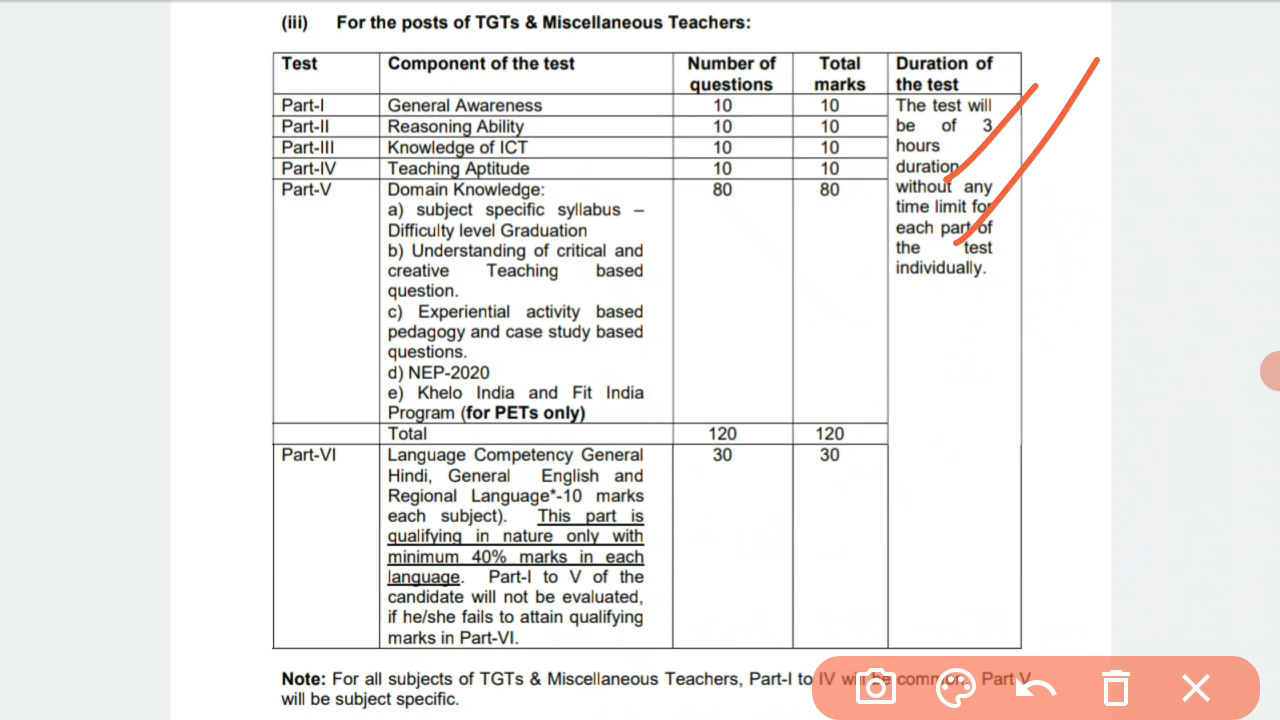 (iii) For the posts of TGTs & Miscellaneous Teachers:
Test
Component of the test
Number of
questions
Total
marks
Duration of
the test
Part-I
General Awareness
10
10
The test will
be of 3
hours
duration
without any
time limit for
each part of
the test
individually.
Part-II
Reasoning Ability
10
10
Part-III
Knowledge of ICT
10
10
Part-IV
Teaching Aptitude
10
10
Part-V
Domain Knowledge:
a) subject specific syllabus –
Difficulty level Graduation
b) Understanding of critical and
creative Teaching based
question.
c) Experiential activity based
pedagogy and case study based
questions.
d) NEP-2020
e) Khelo India and Fit India
Program (for PETs only)
80
80
Total
120
120
Part-VI
Language Competency General
Hindi, General English and
Regional Language*-10 marks
each subject). This part is
qualifying in nature only with
minimum 40% marks in each
language. Part-I to V of the
candidate will not be evaluated,
if he/she fails to attain qualifying
marks in Part-VI.
30
30
Note: For all subjects of TGTs & Miscellaneous Teachers, Part-I to IV will be common. Part V
will be subject specific.